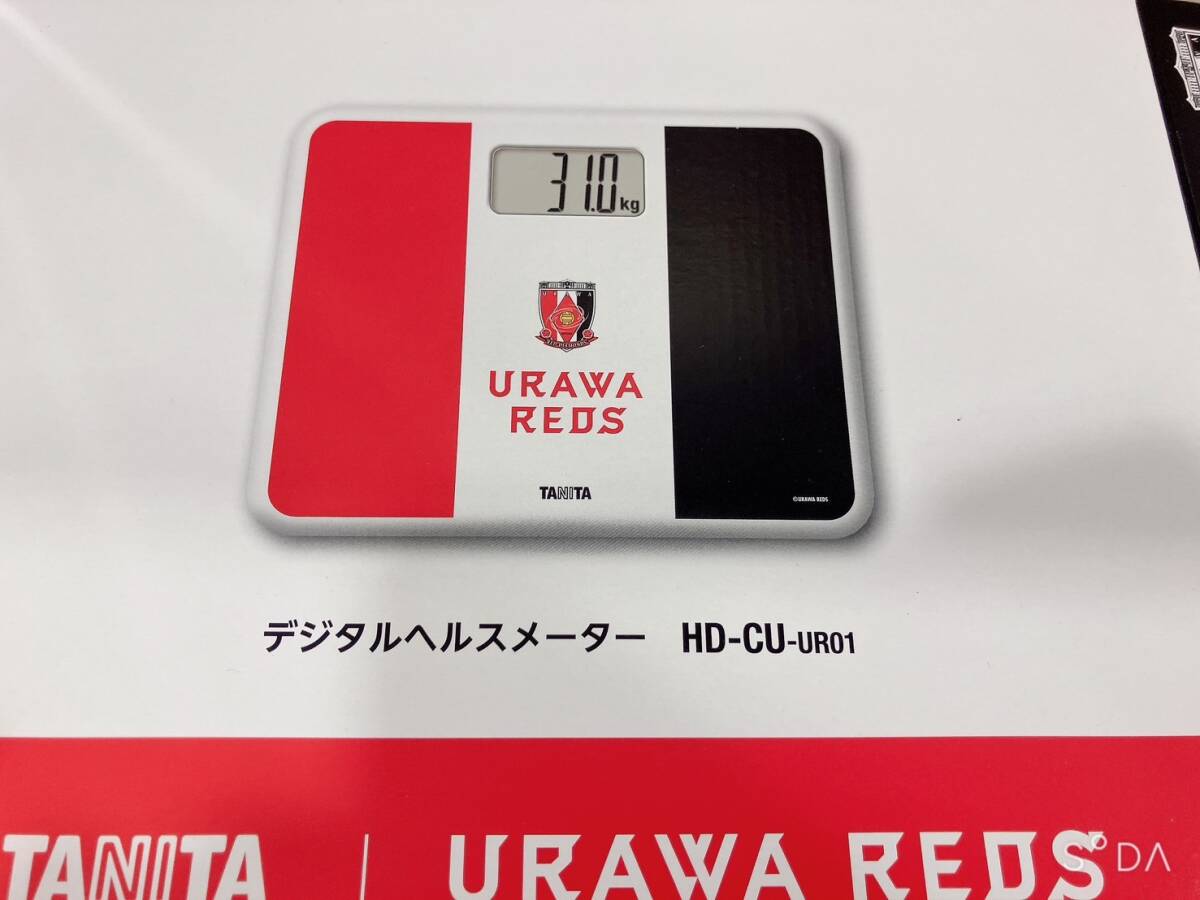 31.0kg
URAWA
URAWA
REDS
TANITA
©URAWA REDS
デジタルヘルスメーター HD-CU-UR01
TANITA | URAWA REDS